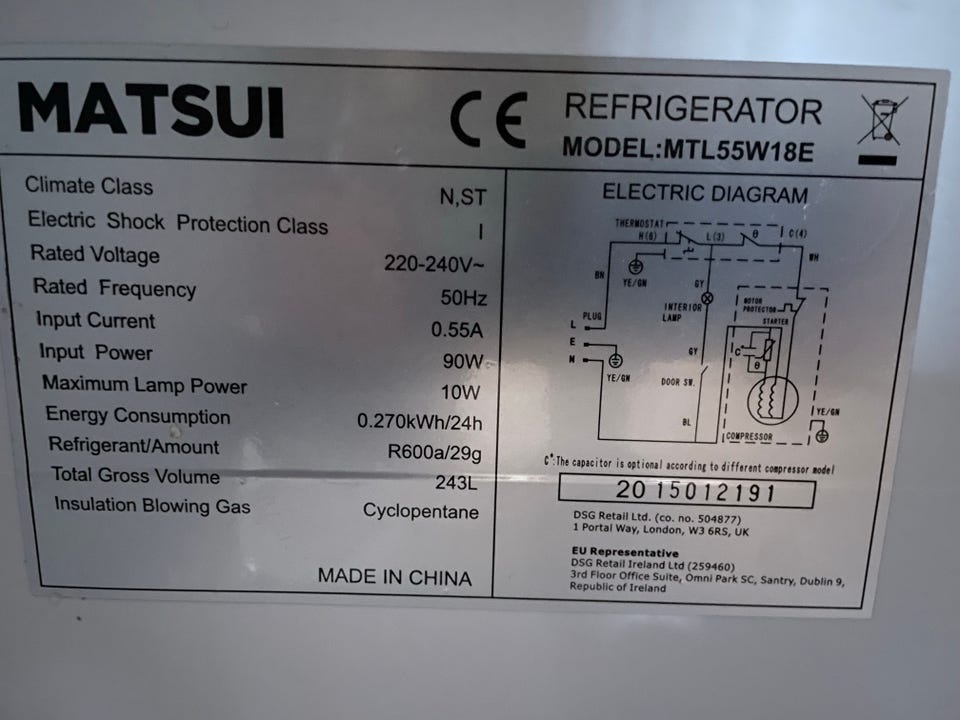 MATSUI
CE
REFRIGERATOR
MODEL:MTL55W18E
Climate Class N,ST
Electric Shock Protection Class I
Rated Voltage 220-240V~
Rated Frequency 50Hz
Input Current 0.55A
Input Power 90W
Maximum Lamp Power 10W
Energy Consumption 0.270kWh/24h
Refrigerant/Amount R600a/29g
Total Gross Volume 243L
Insulation Blowing Gas Cyclopentane
MADE IN CHINA
ELECTRIC DIAGRAM
THERMOSTAT
H(6) L(3) θ C(4)
WH
BN
YE/GN
GY
MOTOR
PROTECTOR
INTERIOR
LAMP
STARTER
PLUG
L
E
N
C*
θ
GY
YE/GN
DOOR SW.
BL
YE/GN
COMPRESSOR
C*:The capacitor is optional according to different compressor model
20 15012191
DSG Retail Ltd. (co. no. 504877)
1 Portal Way, London, W3 6RS, UK
EU Representative
DSG Retail Ireland Ltd (259460)
3rd Floor Office Suite, Omni Park SC, Santry, Dublin 9,
Republic of Ireland